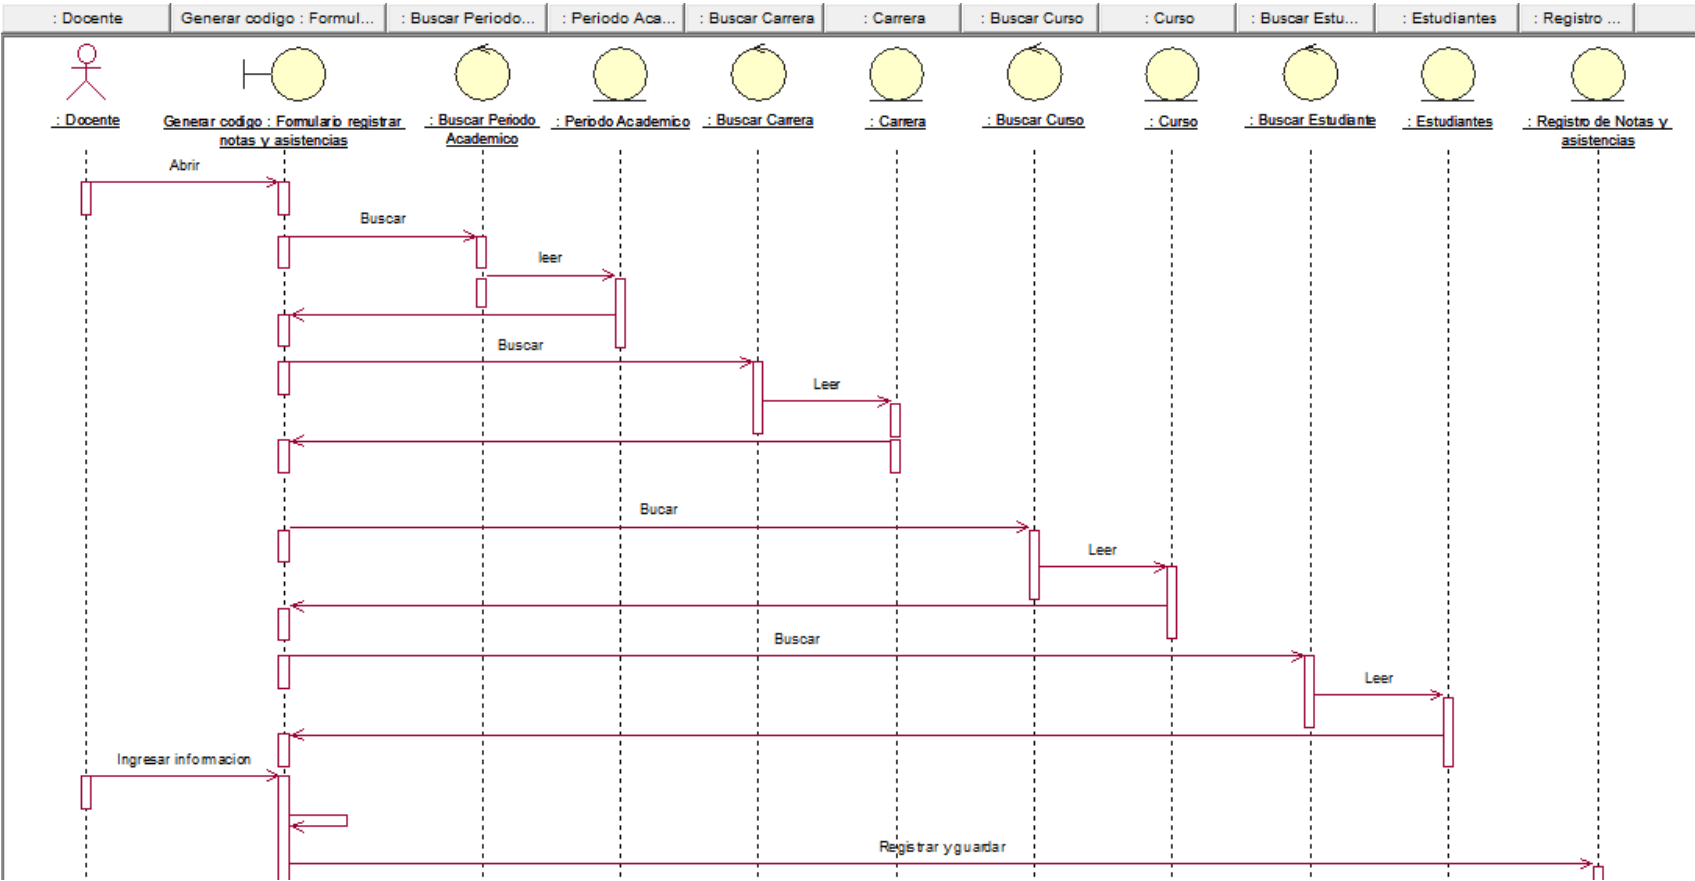 : Docente
Generar codigo : Formul...
: Buscar Periodo...
: Periodo Aca...
: Buscar Carrera
: Carrera
: Buscar Curso
: Curso
: Buscar Estu...
: Estudiantes
: Registro ...
: Docente
Generar codigo : Formulario registrar
notas y asistencias
: Buscar Periodo
Academico
: Periodo Academico
: Buscar Carrera
: Carrera
: Buscar Curso
: Curso
: Buscar Estudiante
: Estudiantes
: Registro de Notas y
asistencias
Abrir
Buscar
leer
Buscar
Leer
Bucar
Leer
Buscar
Leer
Ingresar informacion
Registrar y guardar